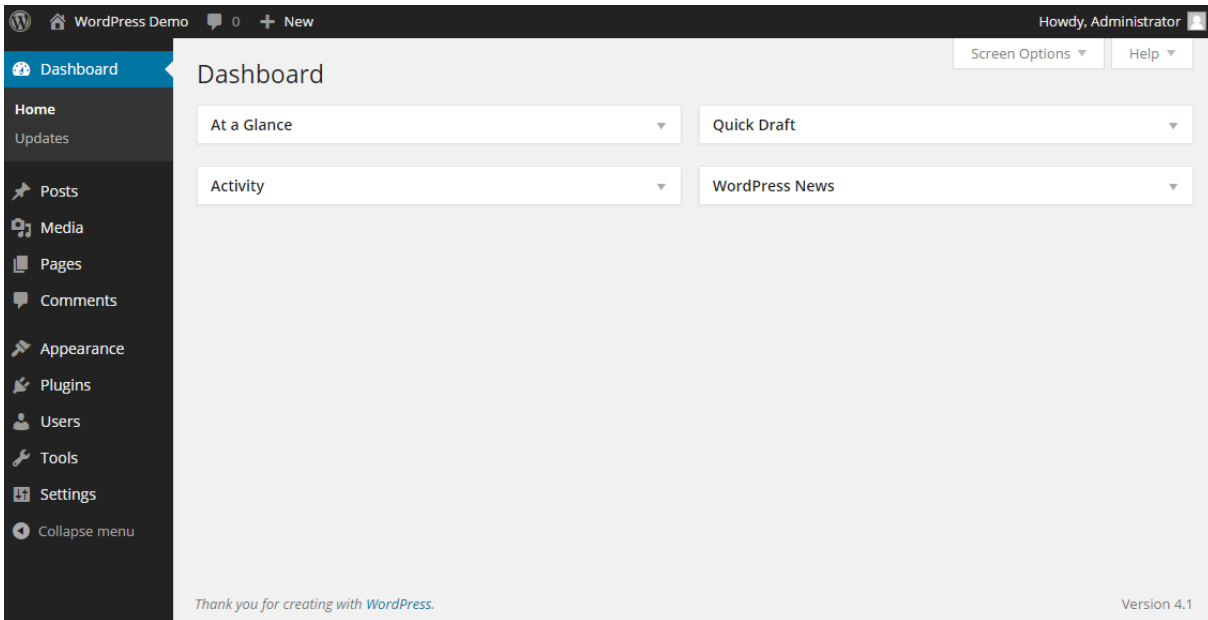 WordPress Demo 0 New Howdy, Administrator
Screen Options Help
Dashboard
Home
Updates
Posts
Media
Pages
Comments
Appearance
Plugins
Users
Tools
Settings
Collapse menu
Dashboard
At a Glance
Quick Draft
Activity
WordPress News
Thank you for creating with WordPress.
Version 4.1